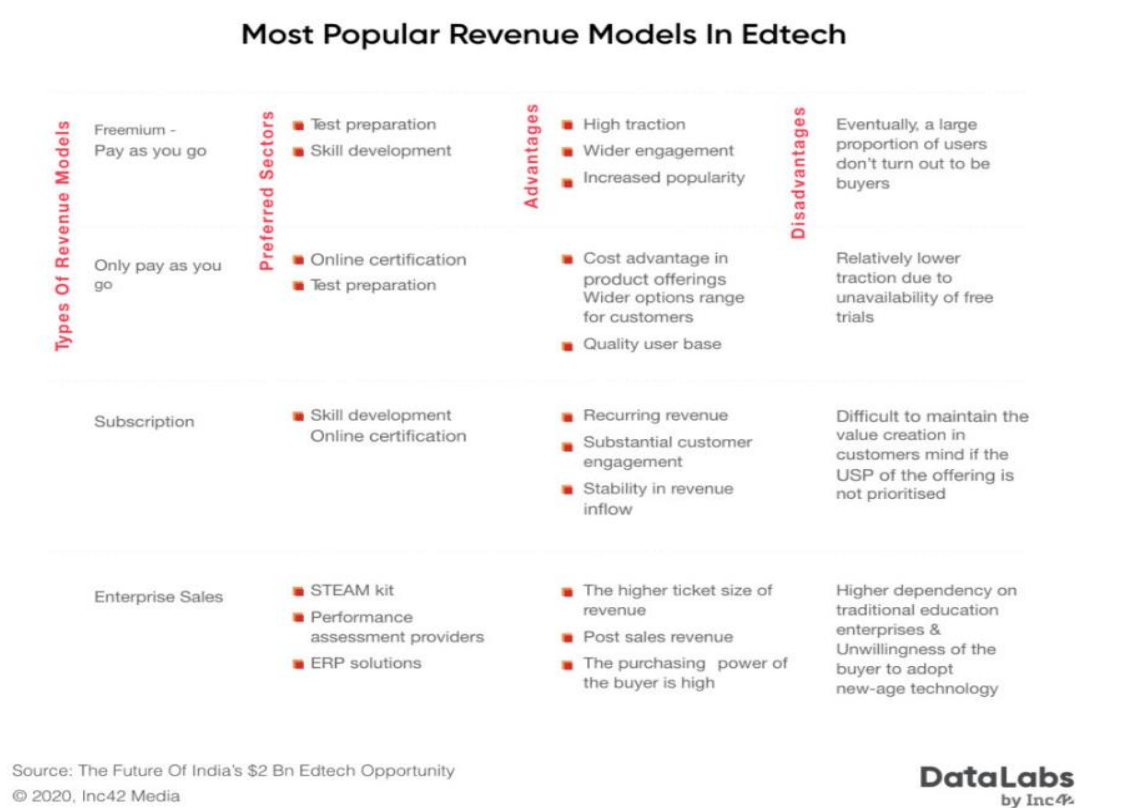 Most Popular Revenue Models In Edtech
Types Of Revenue Models
Preferred Sectors
Advantages
Disadvantages
Freemium -
Pay as you go
Test preparation
Skill development
High traction
Wider engagement
Increased popularity
Eventually, a large
proportion of users
don't turn out to be
buyers
Only pay as you
go
Online certification
Test preparation
Cost advantage in
product offerings
Wider options range
for customers
Quality user base
Relatively lower
traction due to
unavailability of free
trials
Subscription
Skill development
Online certification
Recurring revenue
Substantial customer
engagement
Stability in revenue
inflow
Difficult to maintain the
value creation in
customers mind if the
USP of the offering is
not prioritised
Enterprise Sales
STEAM kit
Performance
assessment providers
ERP solutions
The higher ticket size of
revenue
Post sales revenue
The purchasing power of
the buyer is high
Higher dependency on
traditional education
enterprises &
Unwillingness of the
buyer to adopt
new-age technology
Source: The Future Of India's $2 Bn Edtech Opportunity
© 2020, Inc42 Media
DataLabs
by Inc42